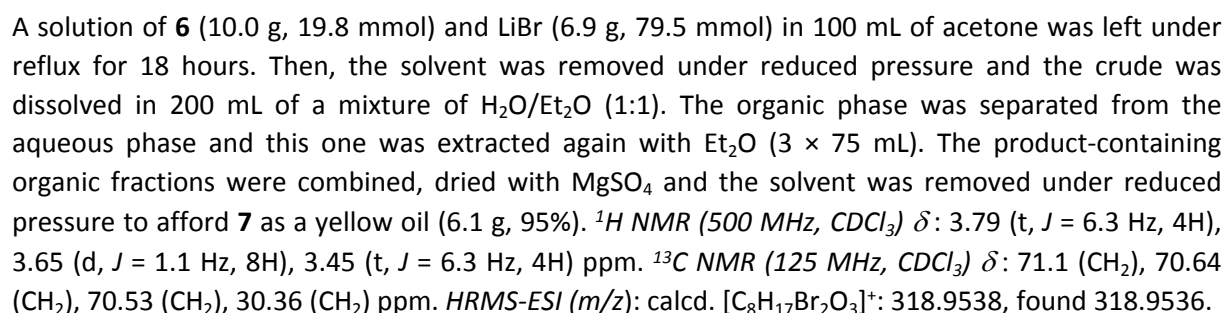 A solution of 6 (10.0 g, 19.8 mmol) and LiBr (6.9 g, 79.5 mmol) in 100 mL of acetone was left under
reflux for 18 hours. Then, the solvent was removed under reduced pressure and the crude was
dissolved in 200 mL of a mixture of H₂O/Et₂O (1:1). The organic phase was separated from the
aqueous phase and this one was extracted again with Et₂O (3 × 75 mL). The product-containing
organic fractions were combined, dried with MgSO₄ and the solvent was removed under reduced
pressure to afford 7 as a yellow oil (6.1 g, 95%). ¹H NMR (500 MHz, CDCl₃) δ: 3.79 (t, J = 6.3 Hz, 4H),
3.65 (d, J = 1.1 Hz, 8H), 3.45 (t, J = 6.3 Hz, 4H) ppm. ¹³C NMR (125 MHz, CDCl₃) δ: 71.1 (CH₂), 70.64
(CH₂), 70.53 (CH₂), 30.36 (CH₂) ppm. HRMS-ESI (m/z): calcd. [C₈H₁₇Br₂O₃]⁺: 318.9538, found 318.9536.